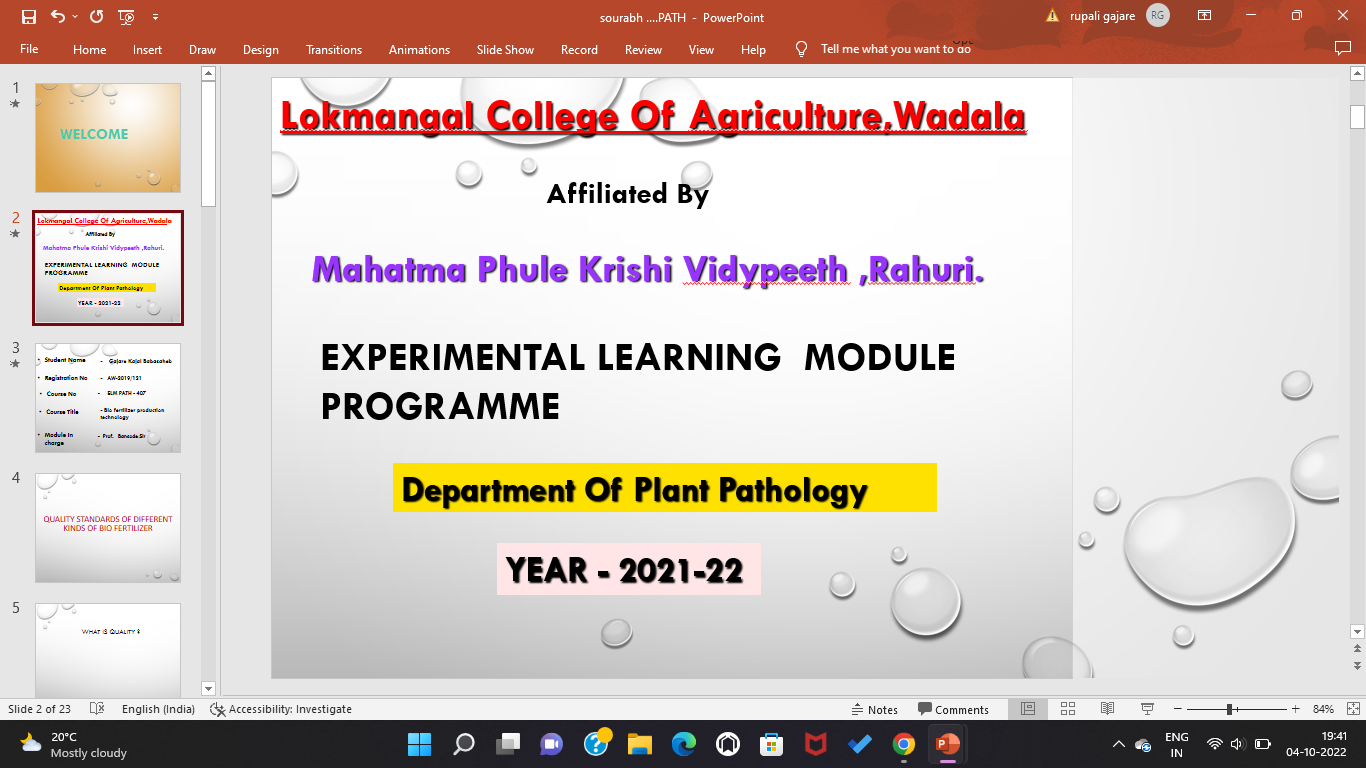 sourabh ....PATH - PowerPoint
rupali gajare
RG
File Home Insert Draw Design Transitions Animations Slide Show Record Review View Help Tell me what you want to do
1
WELCOME
2
Lokmangal College Of Agriculture,Wadala
Affiliated By
Mahatma Phule Krishi Vidypeeth ,Rahuri.
EXPERIMENTAL LEARNING MODULE
PROGRAMME
Department Of Plant Pathology
YEAR - 2021-22
3
• Student Name - Gajare Kajal Babasaheb
• Registration No - AW-2019/121
• Course No - ELM PATH - 407
• Course Title - Bio fertilizer production
technology
• Module In
charge - Prof. Bansode.Sir
4
QUALITY STANDARDS OF DIFFERENT
KINDS OF BIO FERTILIZER
5
WHAT IS QUALITY ?
Lokmangal College Of Agriculture,Wadala
Affiliated By
Mahatma Phule Krishi Vidypeeth ,Rahuri.
EXPERIMENTAL LEARNING MODULE
PROGRAMME
Department Of Plant Pathology
YEAR - 2021-22
Slide 2 of 23 English (India) Accessibility: Investigate Notes Comments 84%
20°C
Mostly cloudy
ENG
IN
19:41
04-10-2022